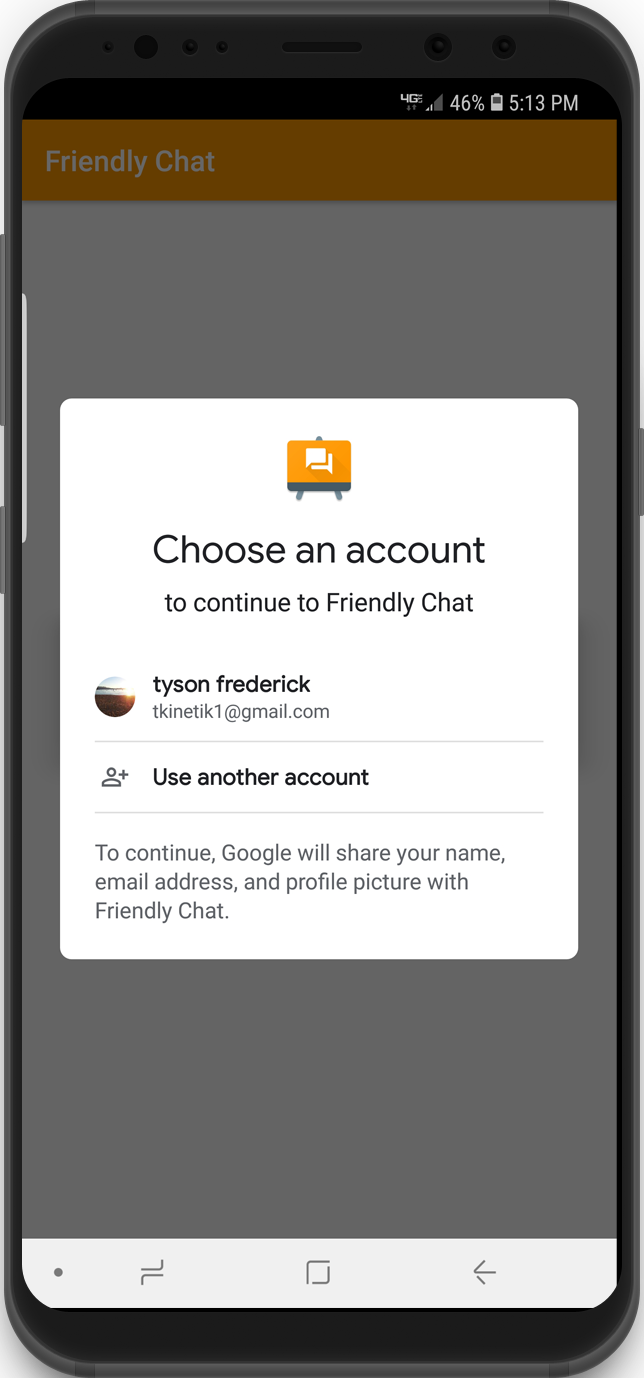 4G 46% 5:13 PM
Friendly Chat
Choose an account
to continue to Friendly Chat
tyson frederick
tkinetik1@gmail.com
Use another account
To continue, Google will share your name,
email address, and profile picture with
Friendly Chat.